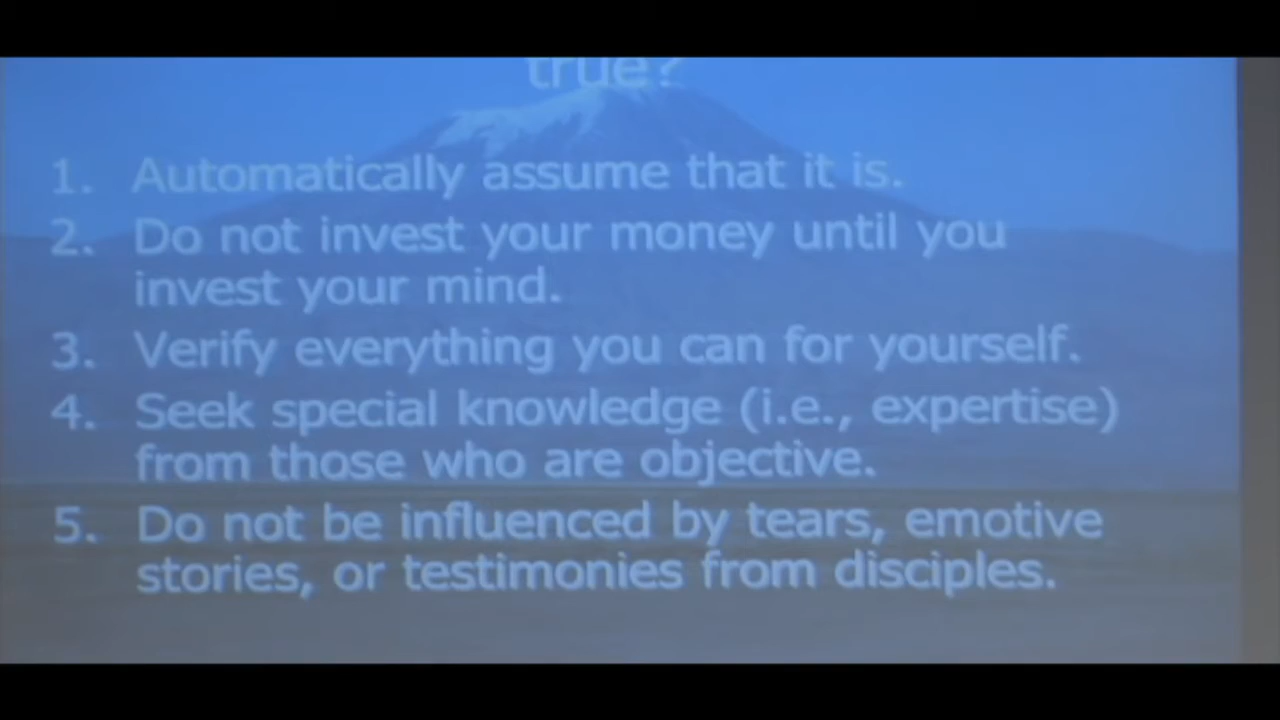 true?
1. Automatically assume that it is.
2. Do not invest your money until you
invest your mind.
3. Verify everything you can for yourself.
4. Seek special knowledge (i.e., expertise)
from those who are objective.
5. Do not be influenced by tears, emotive
stories, or testimonies from disciples.